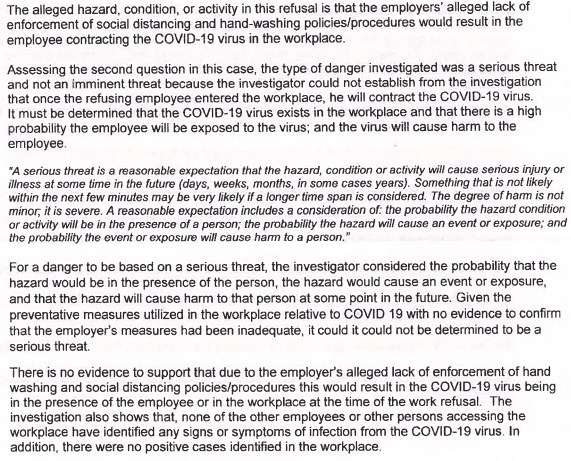 The alleged hazard, condition, or activity in this refusal is that the employers' alleged lack of
enforcement of social distancing and hand-washing policies/procedures would result in the
employee contracting the COVID-19 virus in the workplace.
Assessing the second question in this case, the type of danger investigated was a serious threat
and not an imminent threat because the investigator could not establish from the investigation
that once the refusing employee entered the workplace, he will contract the COVID-19 virus.
It must be determined that the COVID-19 virus exists in the workplace and that there is a high
probability the employee will be exposed to the virus; and the virus will cause harm to the
employee.
"A serious threat is a reasonable expectation that the hazard, condition or activity will cause serious injury or
illness at some time in the future (days, weeks, months, in some cases years). Something that is not likely
within the next few minutes may be very likely if a longer time span is considered. The degree of harm is not
minor; it is severe. A reasonable expectation includes a consideration of: the probability the hazard condition
or activity will be in the presence of a person; the probability the hazard will cause an event or exposure; and
the probability the event or exposure will cause harm to a person."
For a danger to be based on a serious threat, the investigator considered the probability that the
hazard would be in the presence of the person, the hazard would cause an event or exposure,
and that the hazard will cause harm to that person at some point in the future. Given the
preventative measures utilized in the workplace relative to COVID 19 with no evidence to confirm
that the employer's measures had been inadequate, it could it could not be determined to be a
serious threat.
There is no evidence to support that due to the employer's alleged lack of enforcement of hand
washing and social distancing policies/procedures this would result in the COVID-19 virus being
in the presence of the employee or in the workplace at the time of the work refusal. The
investigation also shows that, none of the other employees or other persons accessing the
workplace have identified any signs or symptoms of infection from the COVID-19 virus. In
addition, there were no positive cases identified in the workplace.